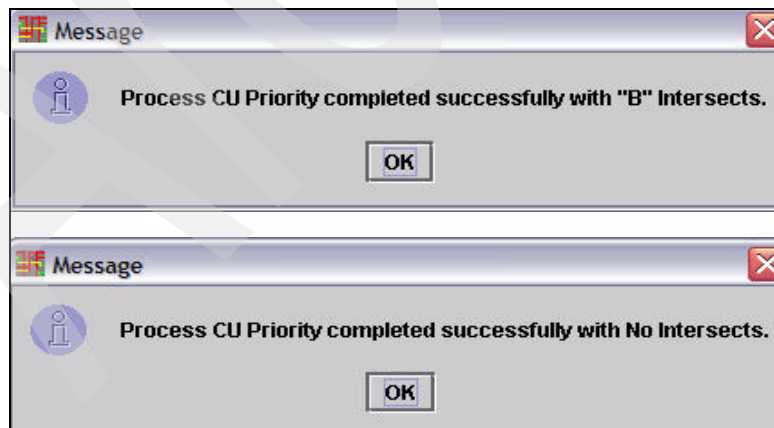 Message
Process CU Priority completed successfully with "B" Intersects.
OK
Message
Process CU Priority completed successfully with No Intersects.
OK